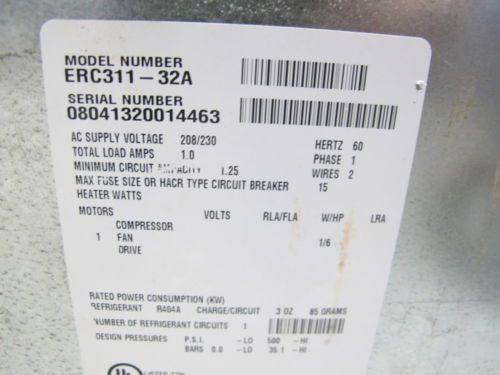 MODEL NUMBER
ERC311-32A
SERIAL NUMBER
08041320014463
AC SUPPLY VOLTAGE 208/230 HERTZ 60
TOTAL LOAD AMPS 1.0 PHASE 1
MINIMUM CIRCUIT AMPACITY 1.25 WIRES 2
MAX FUSE SIZE OR HACR TYPE CIRCUIT BREAKER 15
HEATER WATTS
MOTORS VOLTS RLA/FLA W/HP LRA
COMPRESSOR
1 FAN 1/6
DRIVE
RATED POWER CONSUMPTION (KW)
REFRIGERANT R404A CHARGE/CIRCUIT 3 OZ 85 GRAMS
NUMBER OF REFRIGERANT CIRCUITS 1
DESIGN PRESSURES P.S.I. -LO 500 -HI
BARS 0.0 -LO 35.1 -HI
UL LISTED